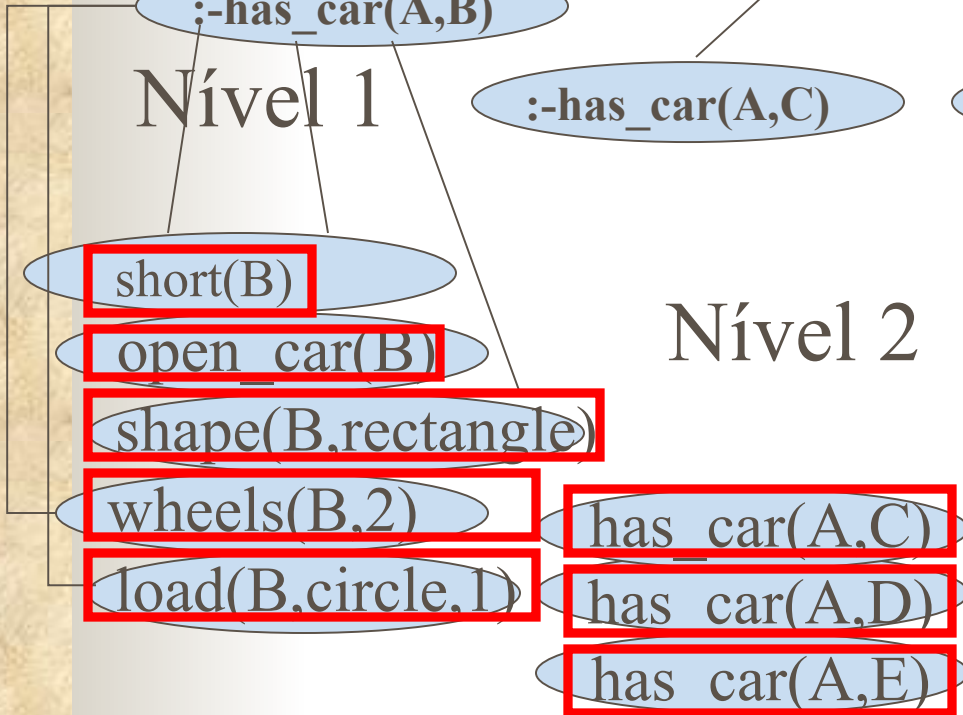 :-has_car(A,B)
Nível 1
:-has_car(A,C)
short(B)
open_car(B)
Nível 2
shape(B,rectangle)
wheels(B,2)
has_car(A,C)
load(B,circle,1)
has_car(A,D)
has_car(A,E)